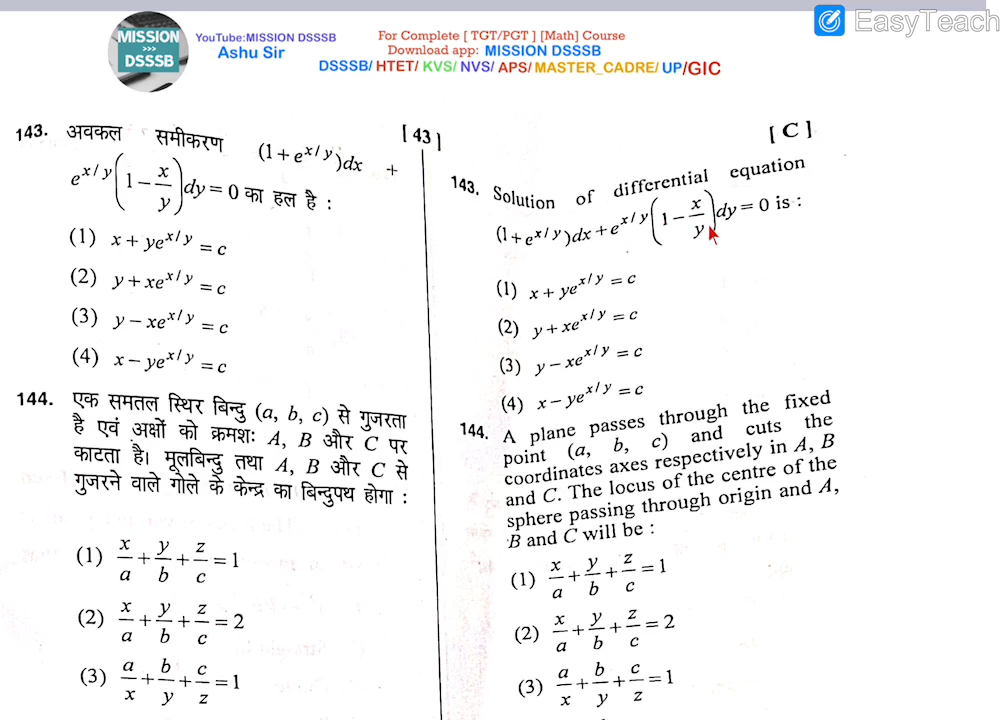 EasyTeach
MISSION
>>>
DSSSB
YouTube:MISSION DSSSB
Ashu Sir
For Complete [ TGT/PGT ] [Math] Course
Download app: MISSION DSSSB
DSSSB/ HTET/ KVS/ NVS/ APS/ MASTER_CADRE/ UP/GIC
[ 43 ]
[ C ]
143. अवकल समीकरण (1 + e^{x/y})dx +
e^{x/y}(1 − x/y)dy = 0 का हल है :
(1) x + ye^{x/y} = c
(2) y + xe^{x/y} = c
(3) y − xe^{x/y} = c
(4) x − ye^{x/y} = c
144. एक समतल स्थिर बिन्दु (a, b, c) से गुजरता
है एवं अक्षों को क्रमशः A, B और C पर
काटता है। मूलबिन्दु तथा A, B और C से
गुजरने वाले गोले के केन्द्र का बिन्दुपथ होगा :
(1) x/a + y/b + z/c = 1
(2) x/a + y/b + z/c = 2
(3) a/x + b/y + c/z = 1
143. Solution of differential equation
(1 + e^{x/y})dx + e^{x/y}(1 − x/y)dy = 0 is :
(1) x + ye^{x/y} = c
(2) y + xe^{x/y} = c
(3) y − xe^{x/y} = c
(4) x − ye^{x/y} = c
144. A plane passes through the fixed
point (a, b, c) and cuts the
coordinates axes respectively in A, B
and C. The locus of the centre of the
sphere passing through origin and A,
B and C will be :
(1) x/a + y/b + z/c = 1
(2) x/a + y/b + z/c = 2
(3) a/x + b/y + c/z = 1